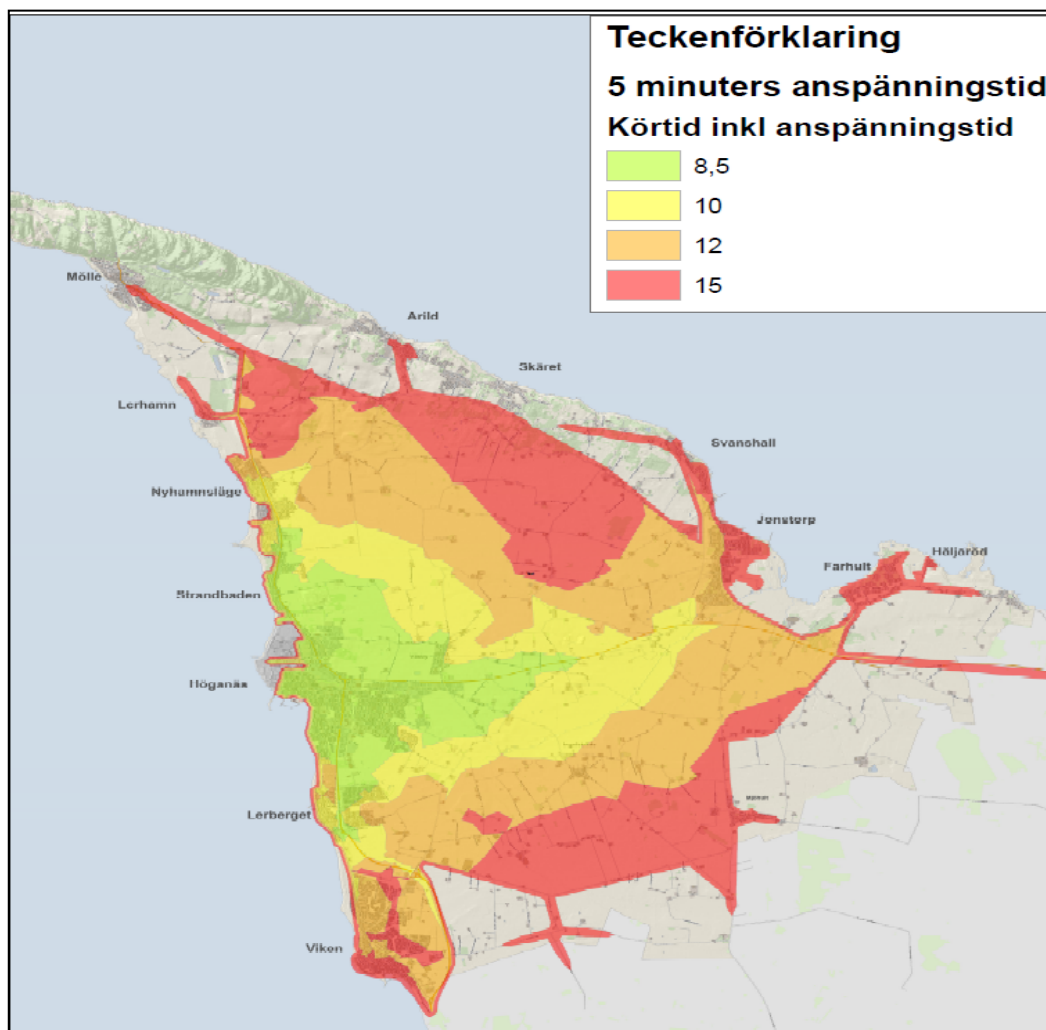 Teckenförklaring
5 minuters anspänningstid
Körtid inkl anspänningstid
8,5
10
12
15
Mölle
Arild
Skäret
Lerhamn
Svanshall
Nyhamnsläge
Jonstorp
Farhult
Höljaröd
Strandbaden
Höganäs
Lerberget
Viken